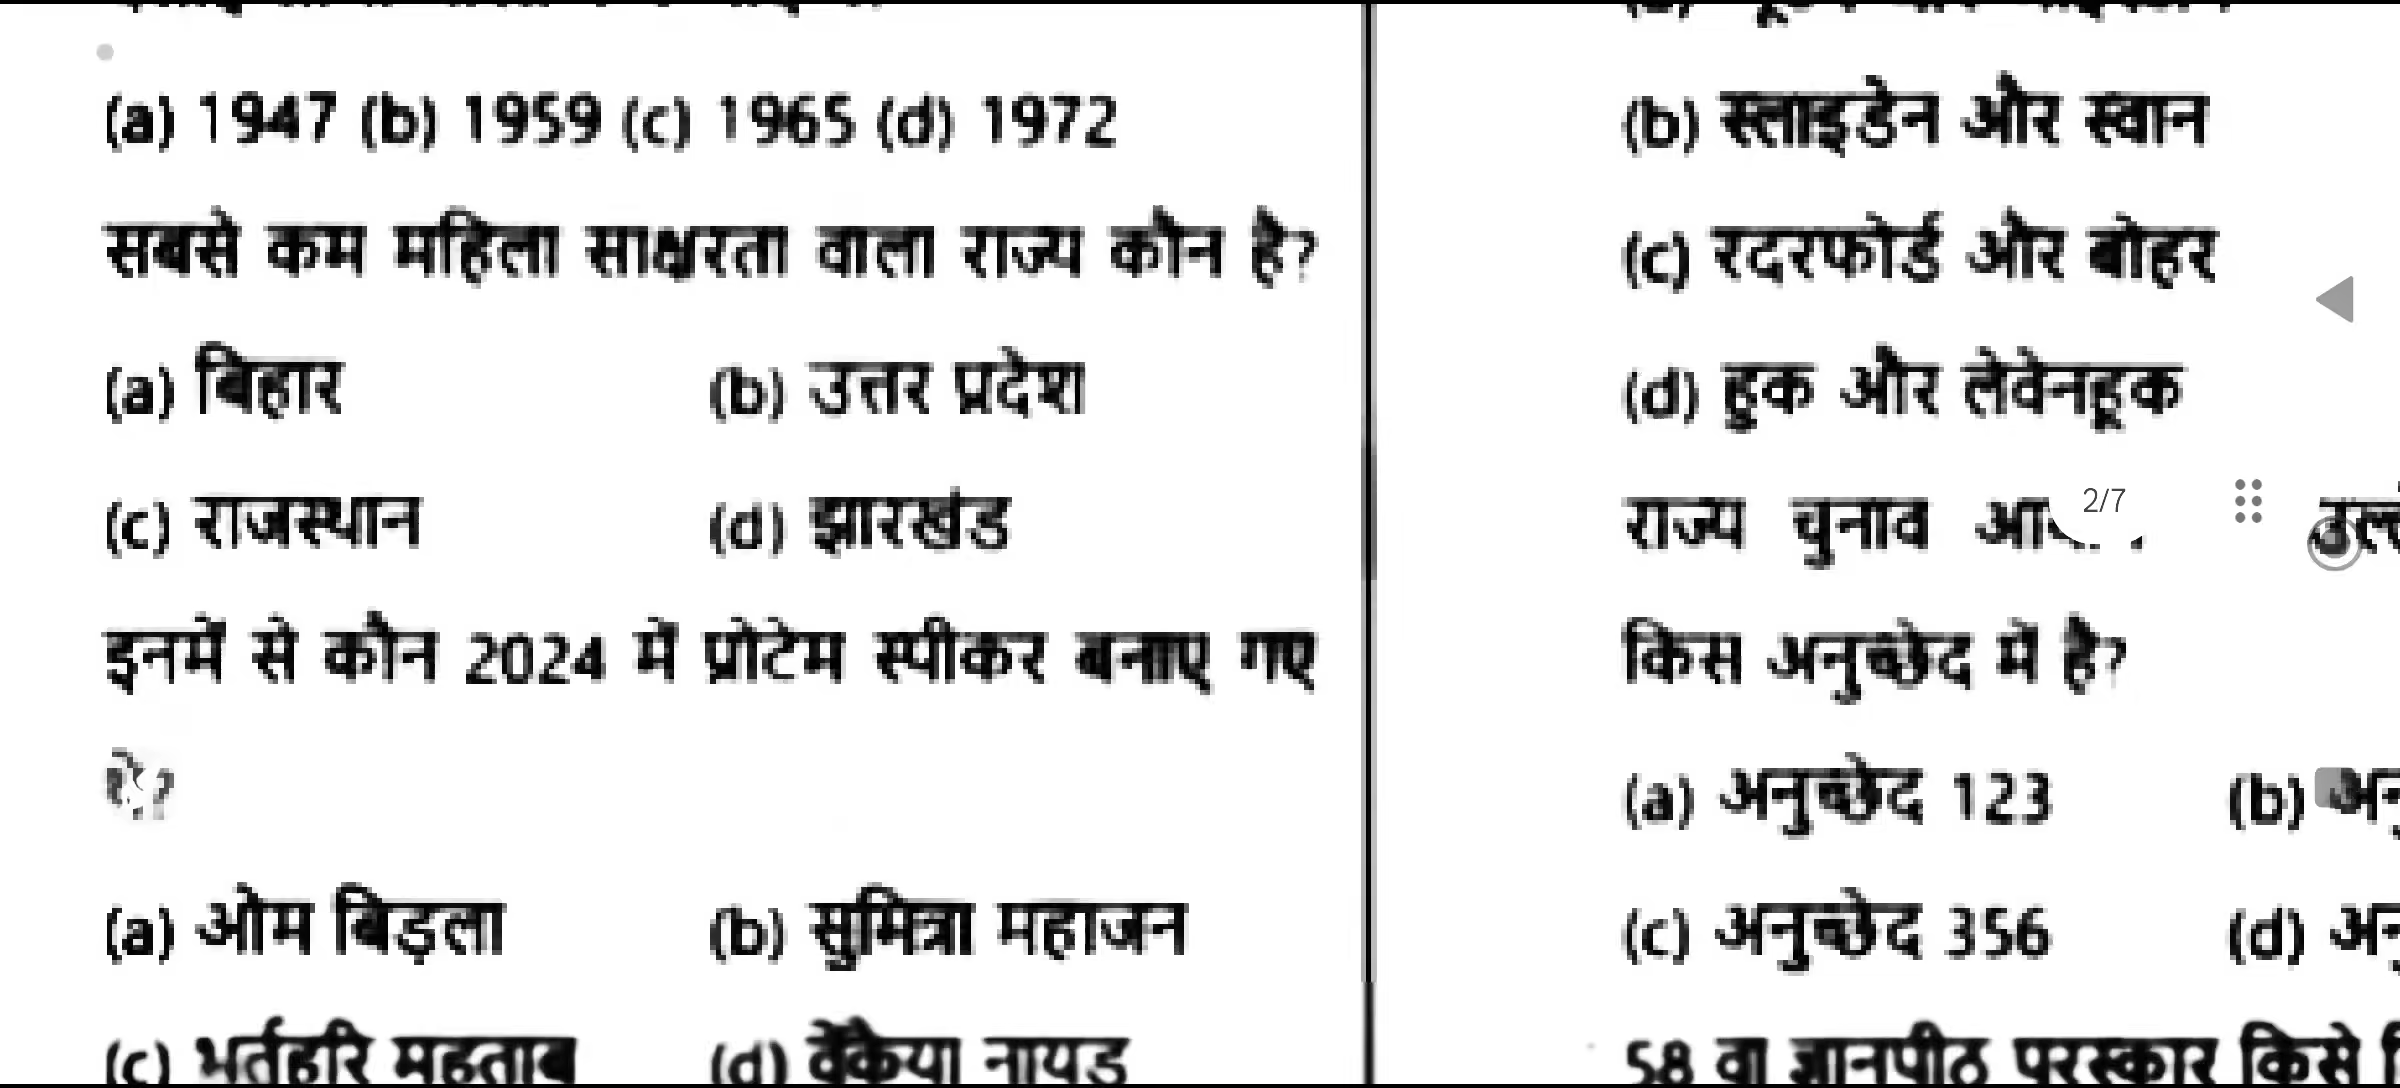 (a) 1947 (b) 1959 (c) 1965 (d) 1972
सबसे कम महिला साक्षरता वाला राज्य कौन है?
(a) बिहार (b) उत्तर प्रदेश
(c) राजस्थान (d) झारखंड
इनमें से कौन 2024 में प्रोटेम स्पीकर बनाए गए
थे?
(a) ओम बिड़ला (b) सुमित्रा महाजन
(c) भर्तहरि महताब (d) वेंकैया नायडू
(b) स्लाइडेन और स्वान
(c) रदरफोर्ड और बोहर
(d) हुक और लेवेनहूक
राज्य चुनाव
2/7
किस अनुच्छेद में है?
(a) अनुच्छेद 123 (b)
(c) अनुच्छेद 356 (d)
58 वा ज्ञानपीठ पुरस्कार किसे